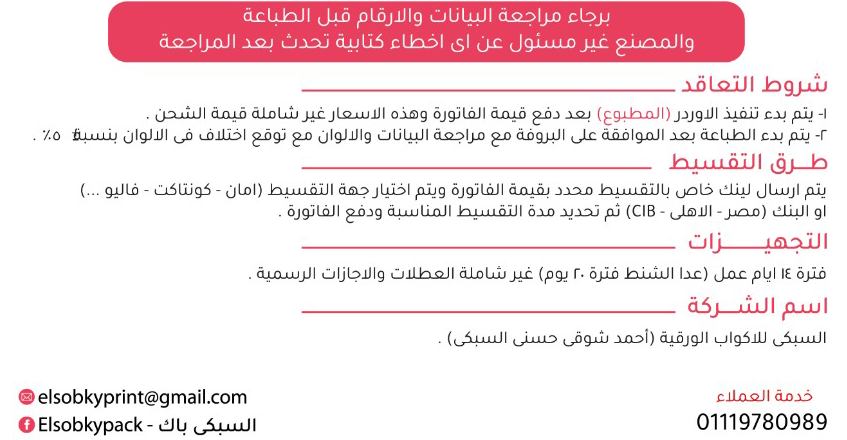 برجاء مراجعة البيانات والارقام قبل الطباعة
والمصنع غير مسئول عن اى اخطاء كتابية تحدث بعد المراجعة
شروط التعاقد
١- يتم بدء تنفيذ الاوردر (المطبوع) بعد دفع قيمة الفاتورة وهذه الاسعار غير شاملة قيمة الشحن .
٢- يتم بدء الطباعة بعد الموافقة على البروفة مع مراجعة البيانات والالوان مع توقع اختلاف فى الالوان بنسبة ٥٪ .
طـــرق التقسيط
يتم ارسال لينك خاص بالتقسيط محدد بقيمة الفاتورة ويتم اختيار جهة التقسيط (امان - كونتاكت - فاليو ...)
او البنك (مصر - الاهلى - CIB) ثم تحديد مدة التقسيط المناسبة ودفع الفاتورة .
التجهيـــــــــزات
فترة ١٤ ايام عمل (عدا الشنط فترة ٢٠ يوم) غير شاملة العطلات والاجازات الرسمية .
اسم الشـــركة
السبكى للاكواب الورقية (أحمد شوقى حسنى السبكى) .
خدمة العملاء
01119780989
elsobkyprint@gmail.com
Elsobkypack - السبكى باك